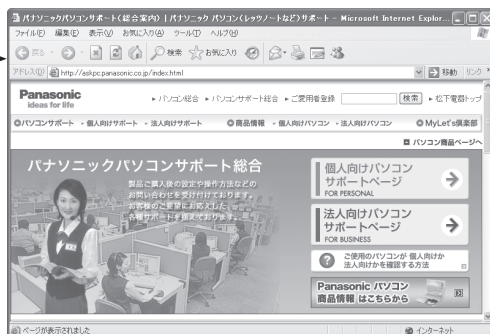 パナソニックパソコンサポート(総合案内) | パナソニック パソコン(レッツノートなど)サポート - Microsoft Internet Explor...
ファイル(F) 編集(E) 表示(V) お気に入り(A) ツール(T) ヘルプ(H)
戻る 検索 お気に入り
アドレス(D) http://askpc.panasonic.co.jp/index.html 移動 リンク
Panasonic
ideas for life
パソコン総合 パソコンサポート総合 ご愛用者登録 検索 松下電器トップ
パソコンサポート 個人向けサポート 法人向けサポート 商品情報 個人向けパソコン 法人向けパソコン MyLet's倶楽部
パソコン商品ページへ
パナソニックパソコンサポート総合
製品ご購入後の設定や操作方法などの
お問い合わせを受け付けております。
お客様のご要望にお応えした
各種サポートを揃えております。
個人向けパソコン
サポートページ
FOR PERSONAL
法人向けパソコン
サポートページ
FOR BUSINESS
ご使用のパソコンが 個人向けか
法人向けかを確認する方法
Panasonic パソコン
商品情報 はこちらから
ページが表示されました インターネット